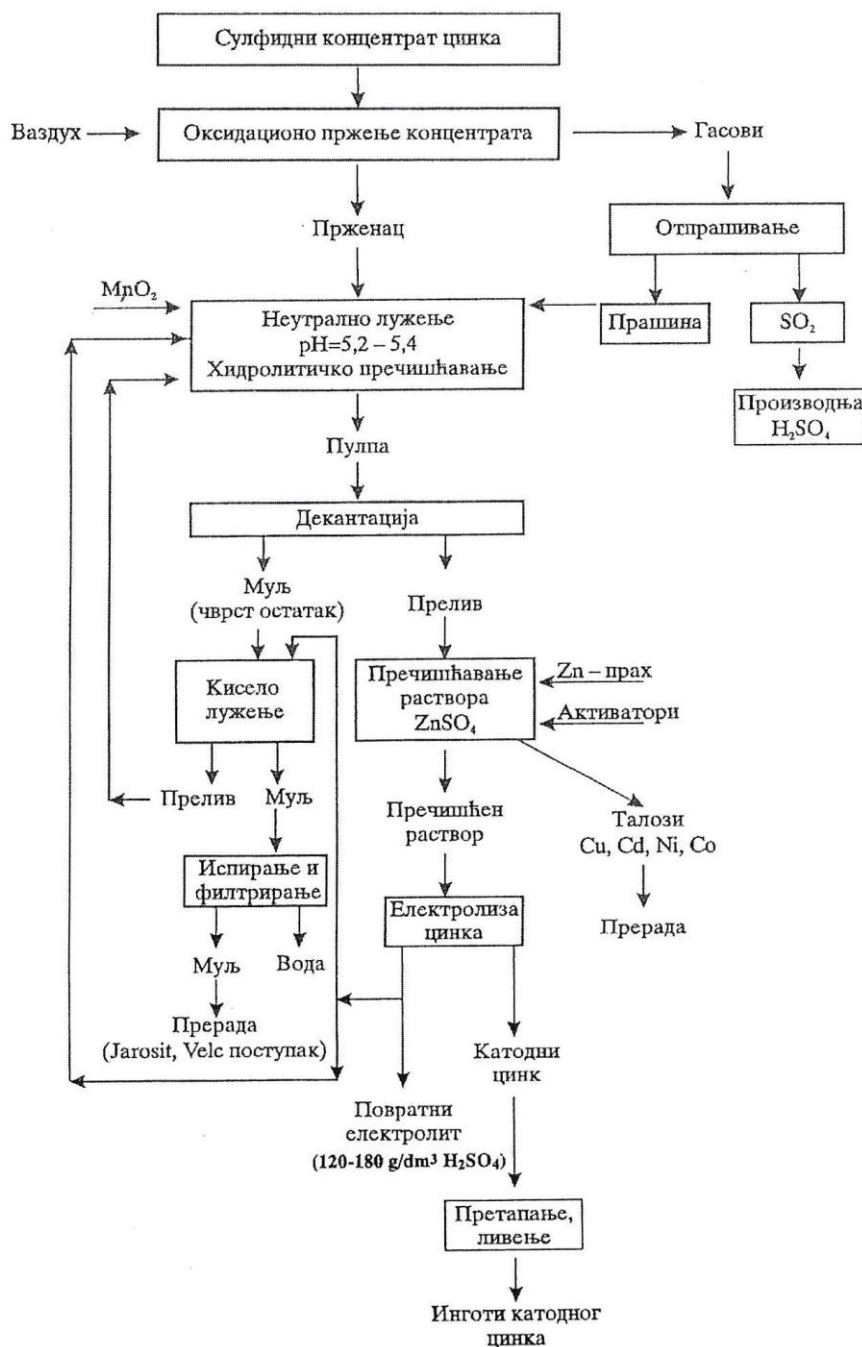 Сулфидни концентрат цинка
Ваздух
Оксидационо пржење концентрата
Гасови
Прженац
Отпрашивање
MnO₂
Неутрално лужење
pH=5,2 – 5,4
Хидролитичко пречишћавање
Прашина
SO₂
Производња
H₂SO₄
Пулпа
Декантација
Муљ
(чврст остатак)
Прелив
Кисело
лужење
Пречишћавање
раствора
ZnSO₄
Zn – прах
Активатори
Прелив
Муљ
Пречишћен
раствор
Талози
Cu, Cd, Ni, Co
Испирање и
филтрирање
Електролиза
цинка
Прерада
Муљ
Вода
Прерада
(Jarosit, Velc поступак)
Катодни
цинк
Повратни
електролит
(120-180 g/dm³ H₂SO₄)
Претапање,
ливење
Инготи катодног
цинка